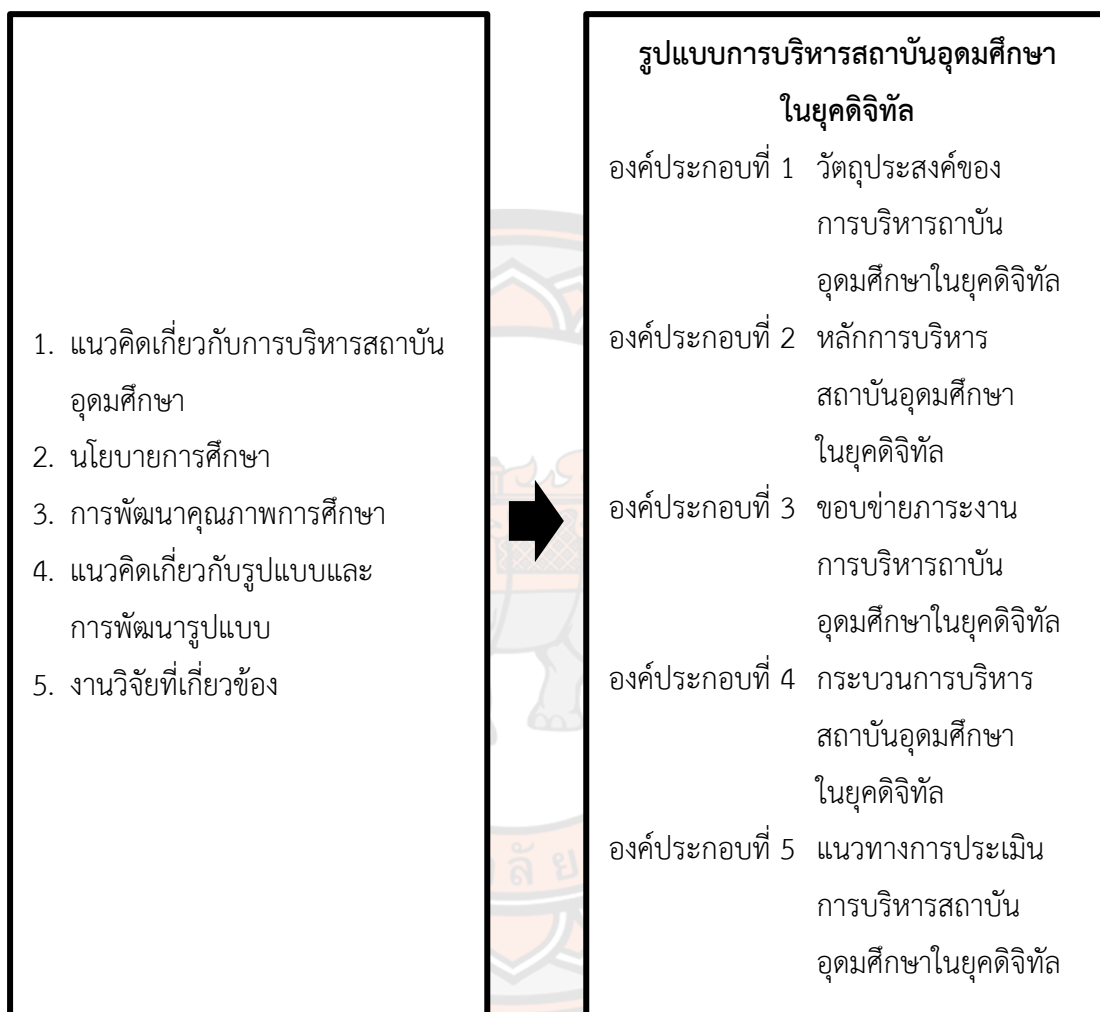 1. แนวคิดเกี่ยวกับการบริหารสถาบัน
อุดมศึกษา
2. นโยบายการศึกษา
3. การพัฒนาคุณภาพการศึกษา
4. แนวคิดเกี่ยวกับรูปแบบและ
การพัฒนารูปแบบ
5. งานวิจัยที่เกี่ยวข้อง
รูปแบบการบริหารสถาบันอุดมศึกษา
ในยุคดิจิทัล
องค์ประกอบที่ 1 วัตถุประสงค์ของ
การบริหารถาบัน
อุดมศึกษาในยุคดิจิทัล
องค์ประกอบที่ 2 หลักการบริหาร
สถาบันอุดมศึกษา
ในยุคดิจิทัล
องค์ประกอบที่ 3 ขอบข่ายภาระงาน
การบริหารถาบัน
อุดมศึกษาในยุคดิจิทัล
องค์ประกอบที่ 4 กระบวนการบริหาร
สถาบันอุดมศึกษา
ในยุคดิจิทัล
องค์ประกอบที่ 5 แนวทางการประเมิน
การบริหารสถาบัน
อุดมศึกษาในยุคดิจิทัล